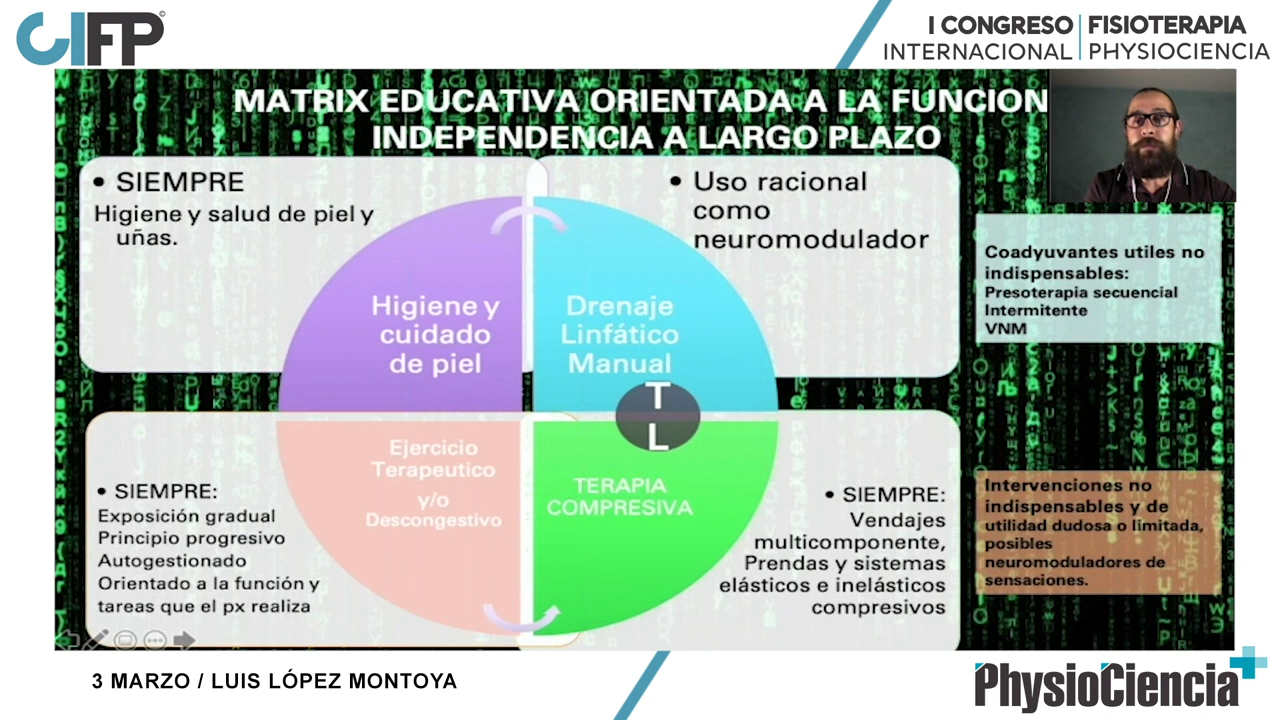 CIFP
I CONGRESO
INTERNACIONAL
FISIOTERAPIA
PHYSIOCIENCIA
MATRIX EDUCATIVA ORIENTADA A LA FUNCION
INDEPENDENCIA A LARGO PLAZO
• SIEMPRE
Higiene y salud de piel y
uñas.
• Uso racional
como
neuromodulador
Higiene y
cuidado
de piel
Drenaje
Linfático
Manual
T
L
Ejercicio
Terapeutico
y/o
Descongestivo
TERAPIA
COMPRESIVA
• SIEMPRE:
Exposición gradual
Principio progresivo
Autogestionado
Orientado a la función y
tareas que el px realiza
• SIEMPRE:
Vendajes
multicomponente,
Prendas y sistemas
elásticos e inelásticos
compresivos
Coadyuvantes utiles no
indispensables:
Presoterapia secuencial
Intermitente
VNM
Intervenciones no
indispensables y de
utilidad dudosa o limitada,
posibles
neuromoduladores de
sensaciones.
3 MARZO / LUIS LÓPEZ MONTOYA
PhysioCiencia